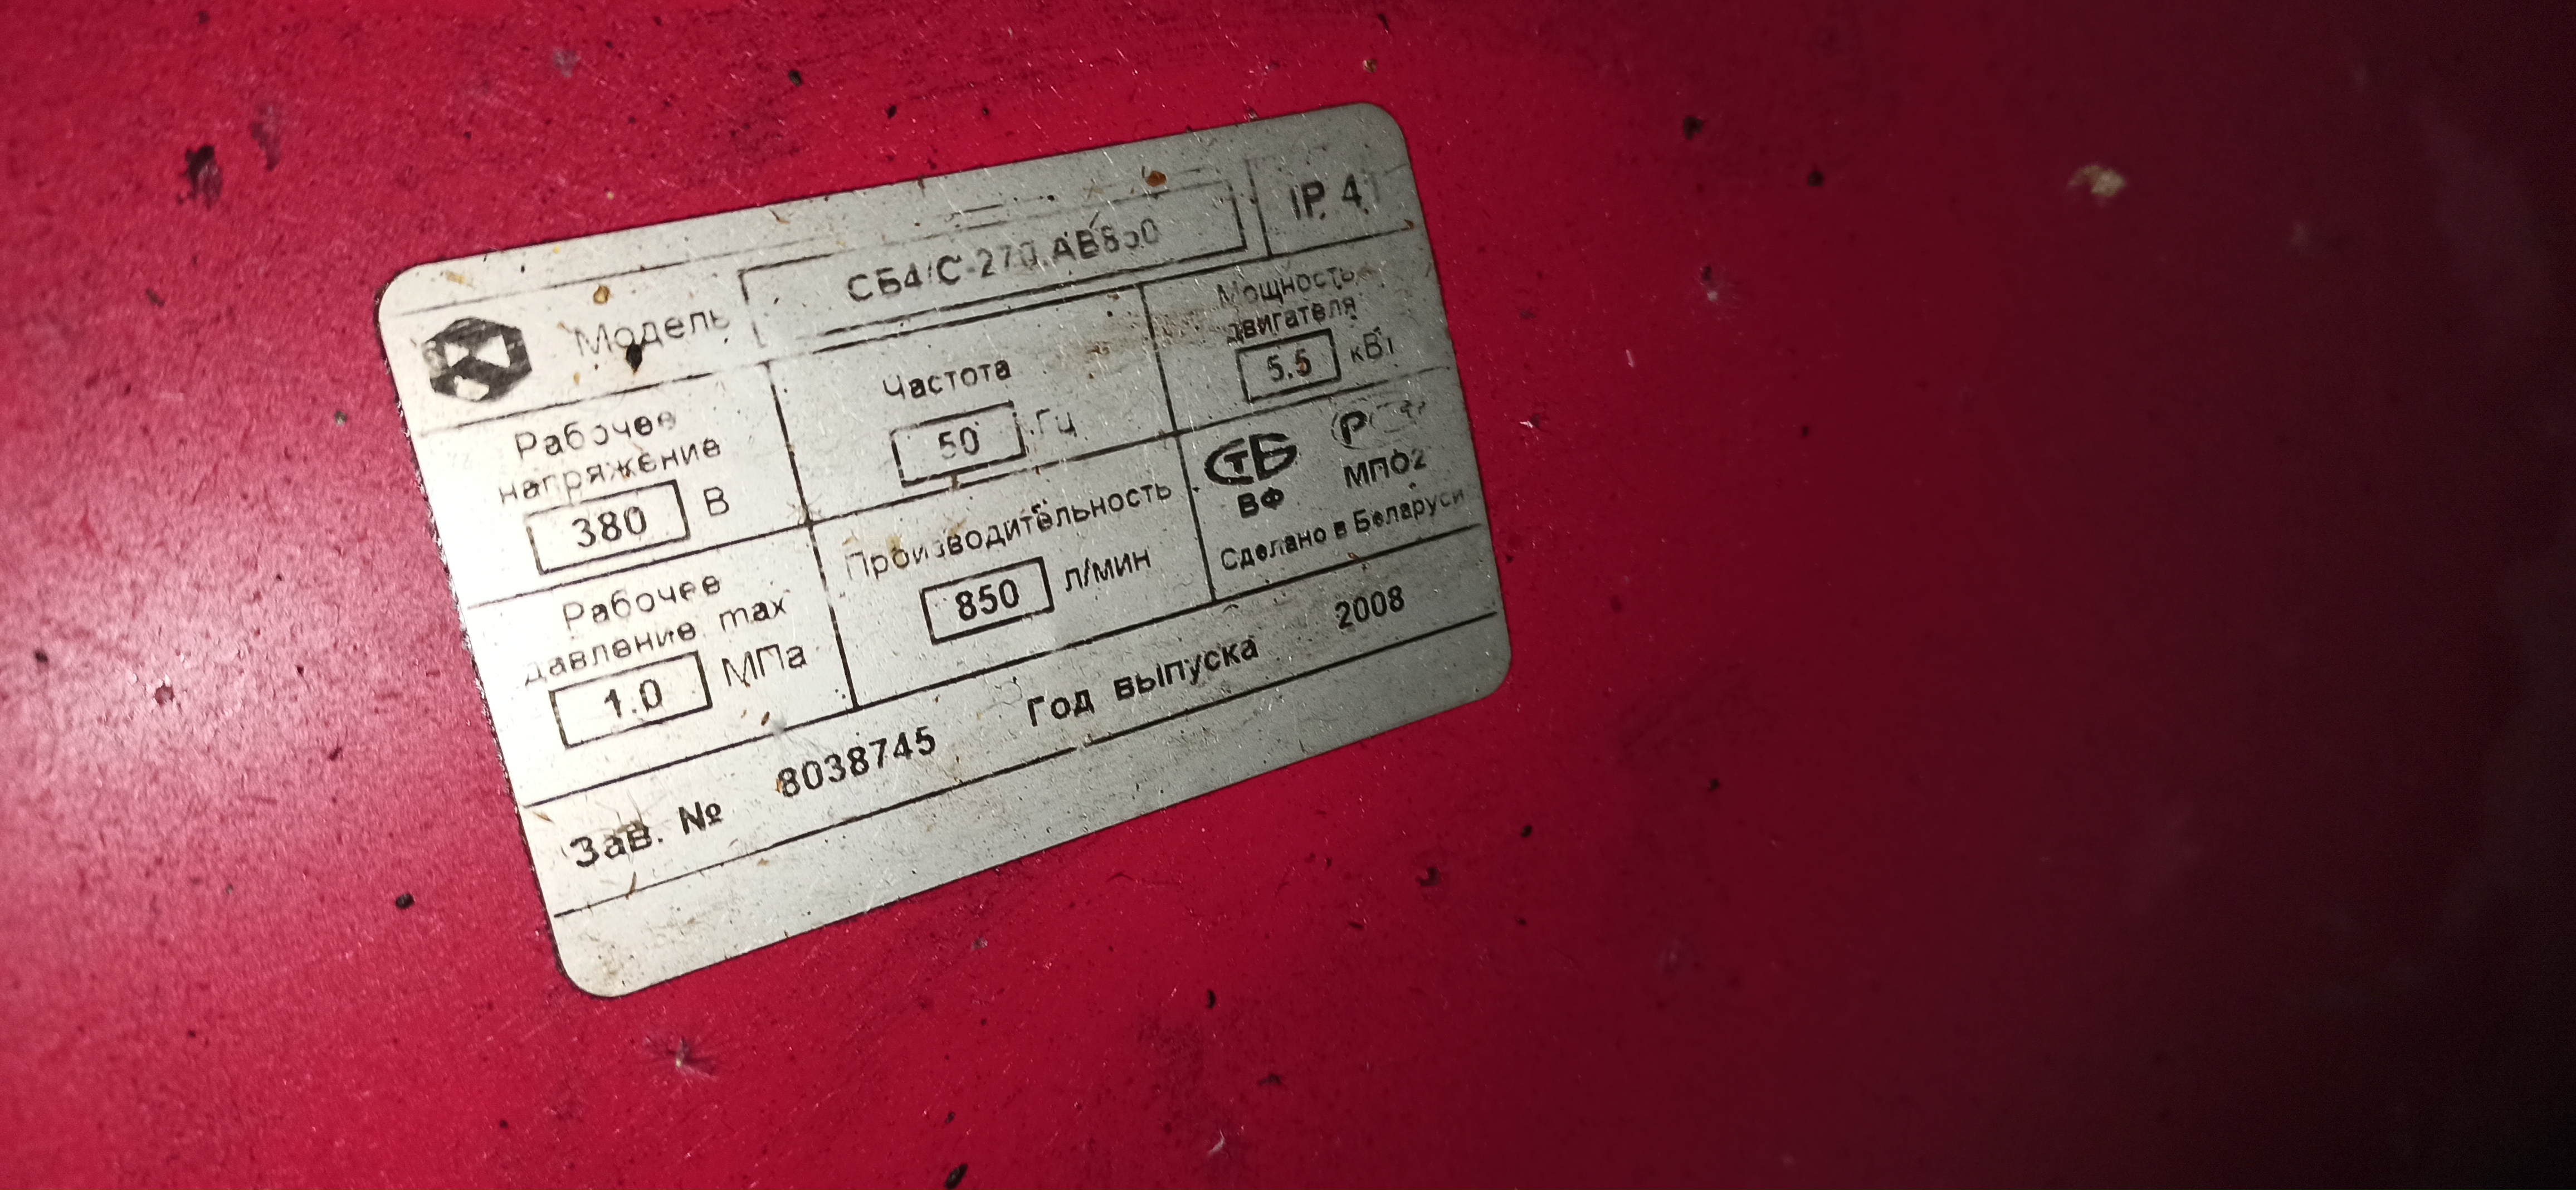 Модель СБ4/С-270.АВ850 IP. 41
Рабочее
напряжение
380 В
Частота
50 Гц
Мощность
двигателя
5.5 кВт
Рабочее
давление max
1.0 МПа
Производительность
850 л/мин
СТБ
ВФ
МП02
Сделано в Беларуси
Зав. № 8038745 Год выпуска 2008